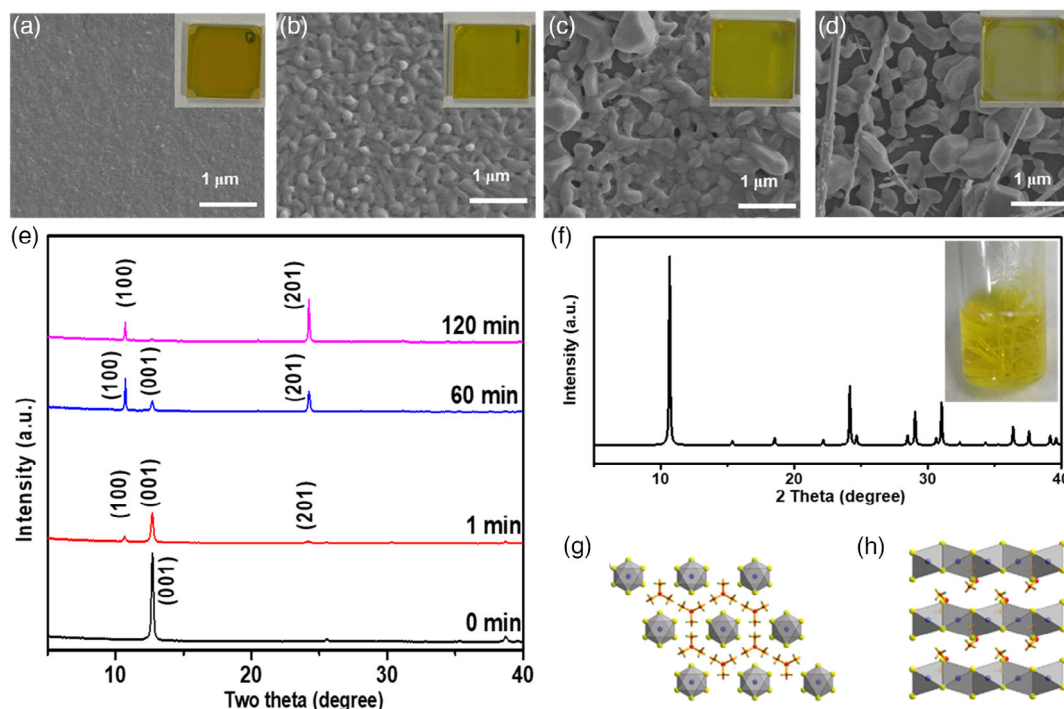 (a)
(b)
(c)
(d)
1 μm
1 μm
1 μm
1 μm
(e)
(100)
(201)
120 min
(100)
(001)
(201)
60 min
(100)
(001)
(201)
1 min
(001)
0 min
Intensity (a.u.)
10
20
30
40
Two theta (degree)
(f)
Intensity (a.u.)
10
20
30
40
2 Theta (degree)
(g)
(h)